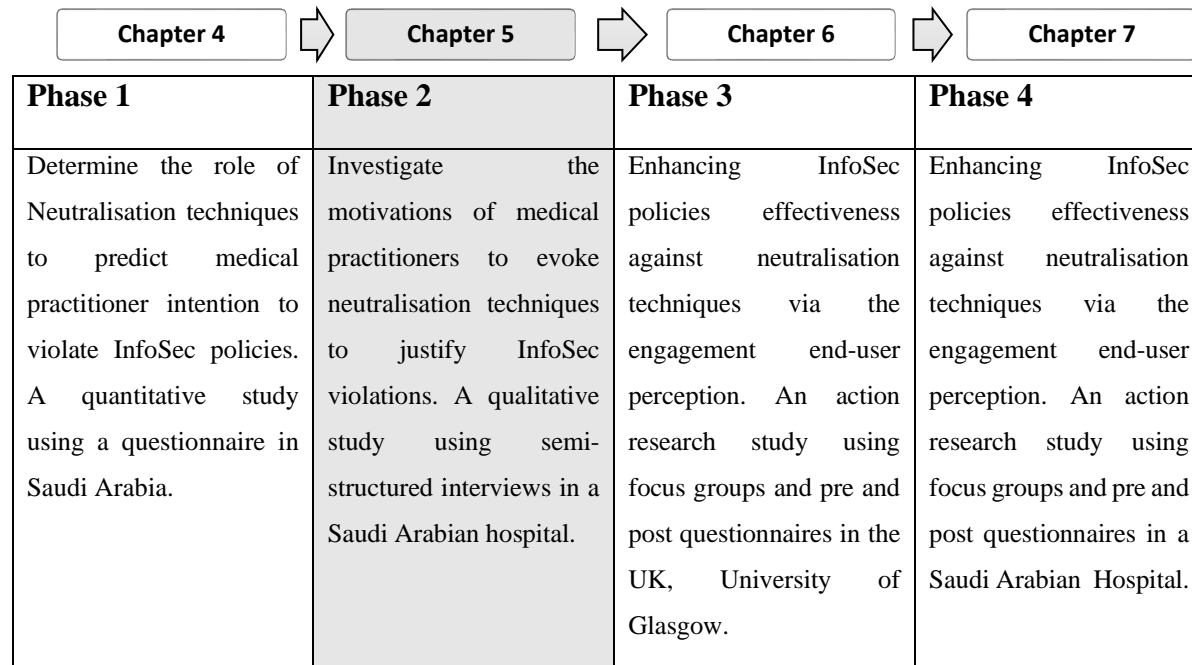 Chapter 4
Chapter 5
Chapter 6
Chapter 7
Phase 1
Phase 2
Phase 3
Phase 4
Determine the role of
Neutralisation techniques
to predict medical
practitioner intention to
violate InfoSec policies.
A quantitative study
using a questionnaire in
Saudi Arabia.
Investigate the
motivations of medical
practitioners to evoke
neutralisation techniques
to justify InfoSec
violations. A qualitative
study using semi-
structured interviews in a
Saudi Arabian hospital.
Enhancing InfoSec
policies effectiveness
against neutralisation
techniques via the
engagement end-user
perception. An action
research study using
focus groups and pre and
post questionnaires in the
UK, University of
Glasgow.
Enhancing InfoSec
policies effectiveness
against neutralisation
techniques via the
engagement end-user
perception. An action
research study using
focus groups and pre and
post questionnaires in a
Saudi Arabian Hospital.